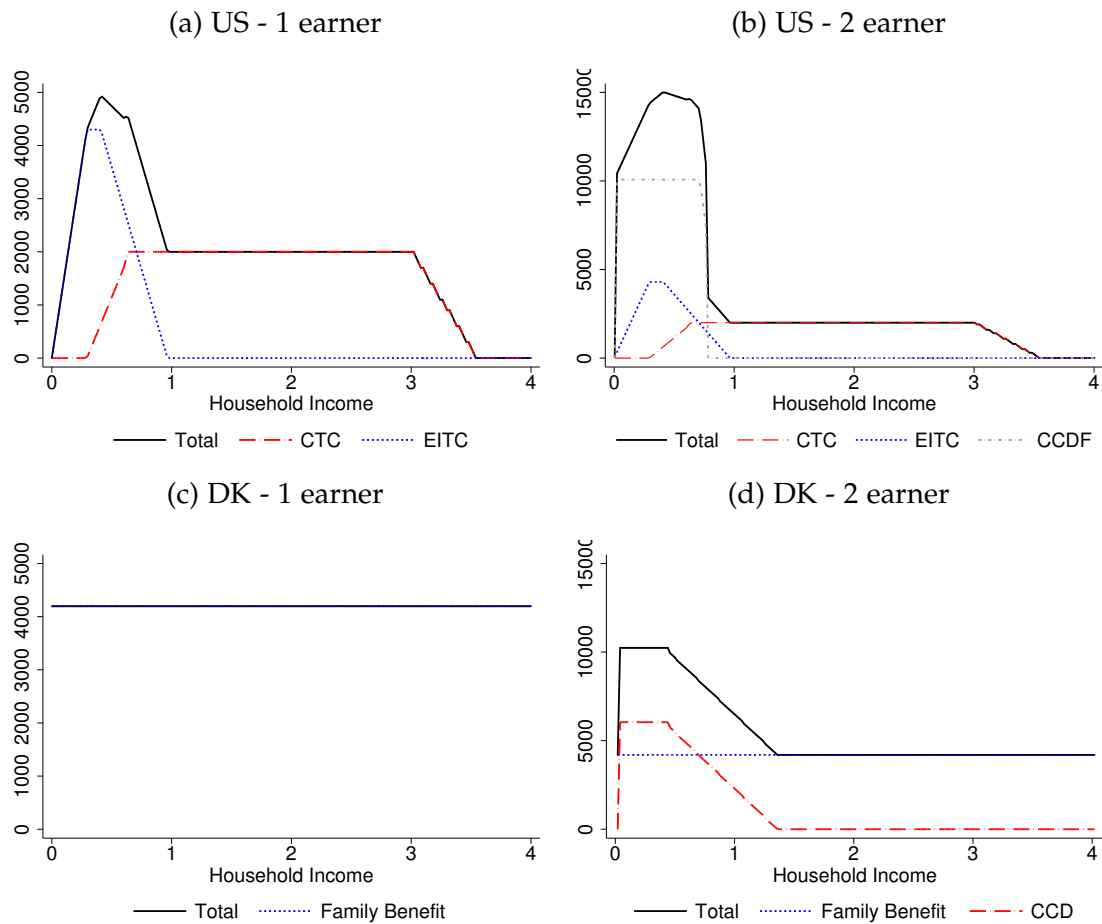 (a) US - 1 earner
5000
4000
3000
2000
1000
0
0 1 2 3 4
Household Income
Total CTC EITC
(b) US - 2 earner
15000
10000
5000
0
0 1 2 3 4
Household Income
Total CTC EITC CCDF
(c) DK - 1 earner
5000
4000
3000
2000
1000
0
0 1 2 3 4
Household Income
Total Family Benefit
(d) DK - 2 earner
15000
10000
5000
0
0 1 2 3 4
Household Income
Total Family Benefit CCD